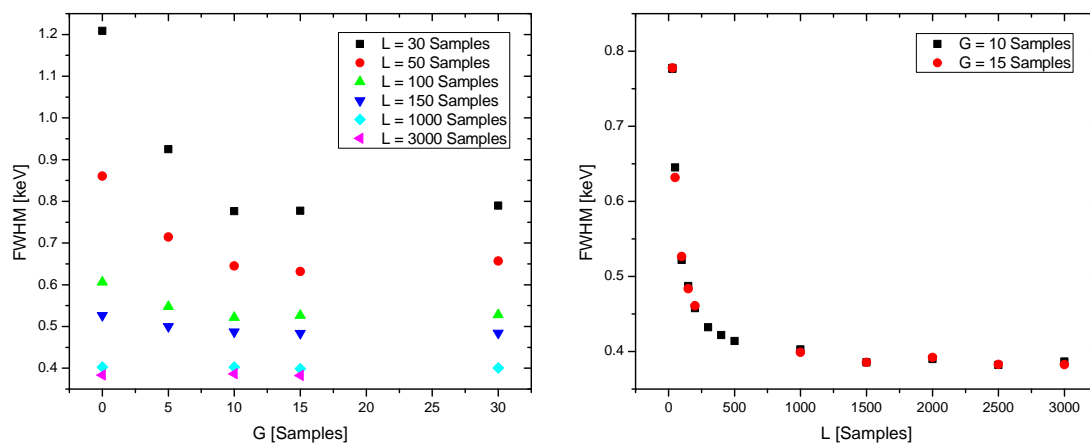 1.2
1.1
1.0
0.9
0.8
0.7
0.6
0.5
0.4
FWHM [keV]
0 5 10 15 20 25 30
G [Samples]
L = 30 Samples
L = 50 Samples
L = 100 Samples
L = 150 Samples
L = 1000 Samples
L = 3000 Samples
0.8
0.7
0.6
0.5
0.4
FWHM [keV]
0 500 1000 1500 2000 2500 3000
L [Samples]
G = 10 Samples
G = 15 Samples